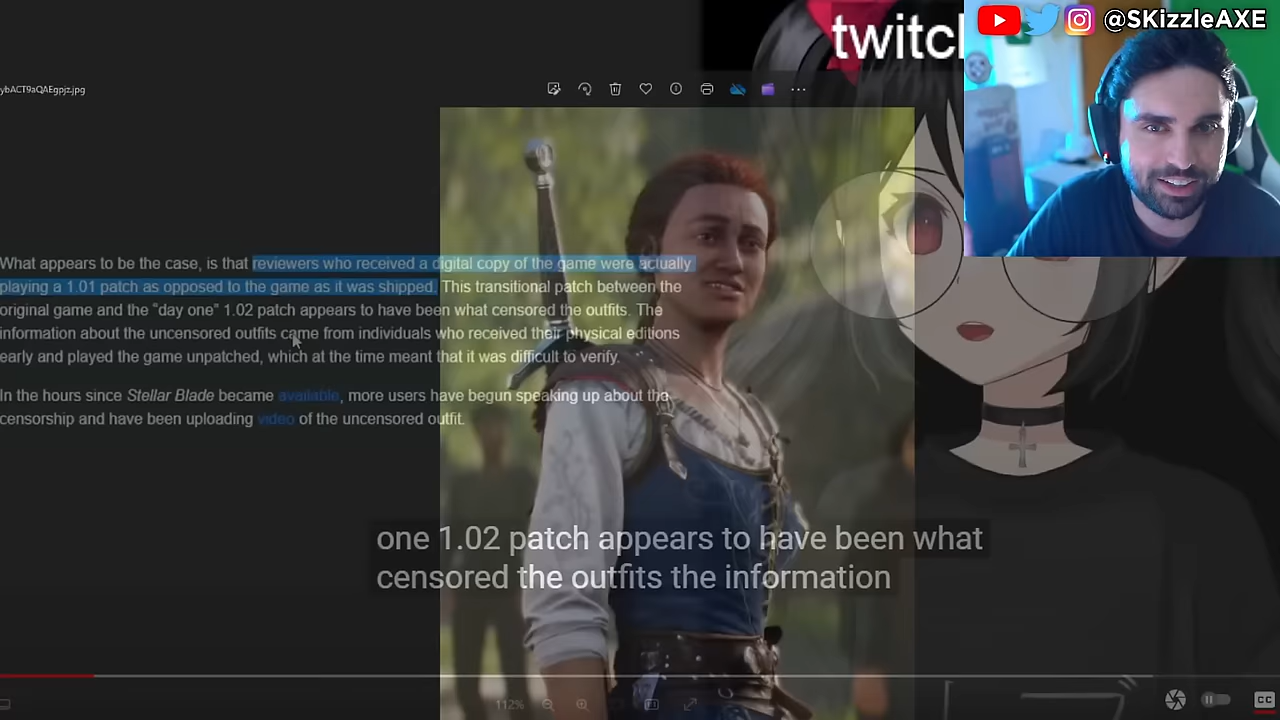 twitch
@SKizzleAXE
ybACT9aQAEgpjz.jpg
What appears to be the case, is that reviewers who received a digital copy of the game were actually
playing a 1.01 patch as opposed to the game as it was shipped. This transitional patch between the
original game and the “day one” 1.02 patch appears to have been what censored the outfits. The
information about the uncensored outfits came from individuals who received their physical editions
early and played the game unpatched, which at the time meant that it was difficult to verify.
In the hours since Stellar Blade became available, more users have begun speaking up about the
censorship and have been uploading video of the uncensored outfit.
one 1.02 patch appears to have been what
censored the outfits the information
112%
CC